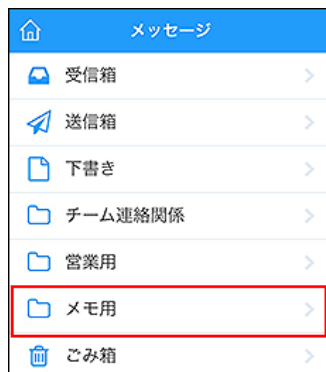 メッセージ
受信箱
送信箱
下書き
チーム連絡関係
営業用
メモ用
ごみ箱